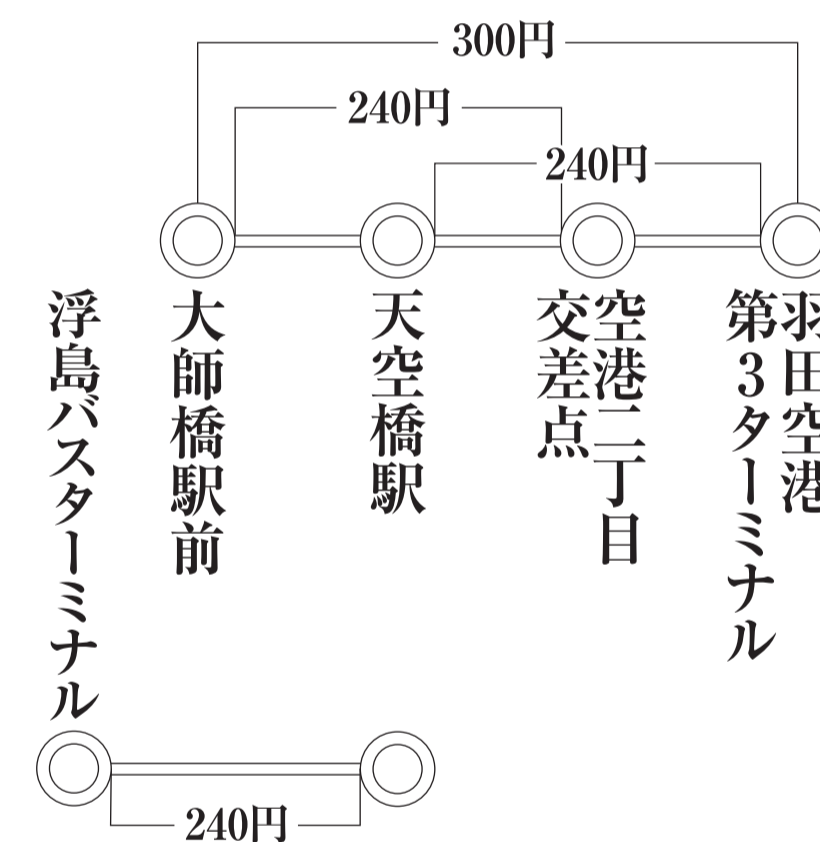 300円
240円
240円
浮島バスターミナル
大師橋駅前
天空橋駅
空港二丁目
交差点
羽田空港
第3ターミナル
240円